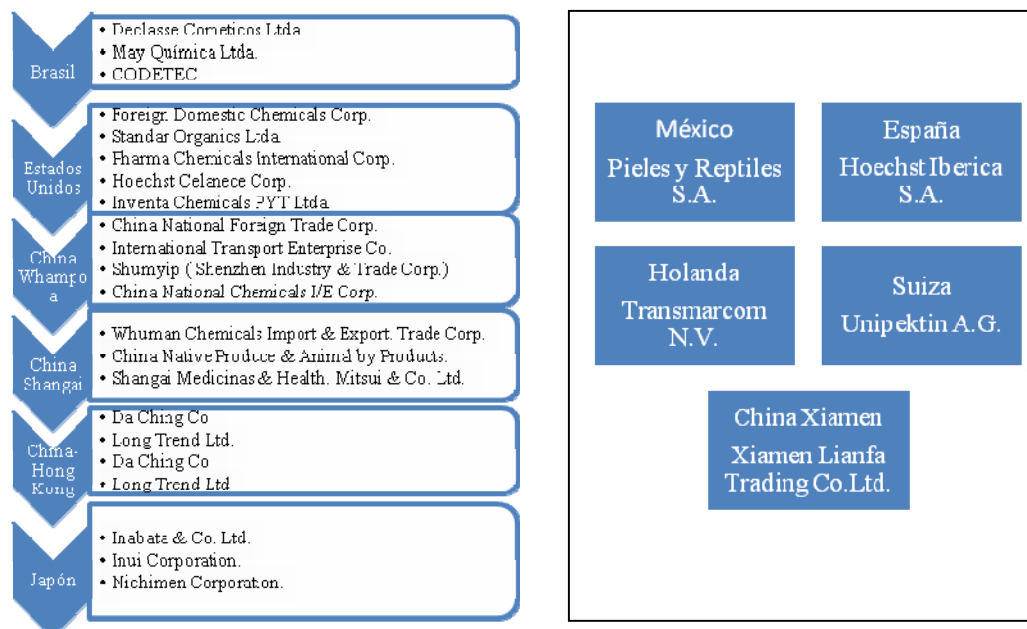 Brasil
• Declasse Cometicos Ltda
• May Química Ltda.
• CODETEC
Estados
Unidos
• Foreign Domestic Chemicals Corp.
• Standar Organics Ltda.
• Fharma Chemicals International Corp.
• Hoechst Celanece Corp.
• Inventa Chemicals PYT Ltda.
China
Whampo
a
• China National Foreign Trade Corp.
• International Transport Enterprise Co.
• Shumyip ( Shenzhen Industry & Trade Corp.)
• China National Chemicals I/E Corp.
China
Shangai
• Whuman Chemicals Import & Export. Trade Corp.
• China Native Produce & Animal by Products.
• Shangai Medicinas & Health. Mitsui & Co. Ltd.
China-
Hong
Kong
• Da Ching Co
• Long Trend Ltd.
• Da Ching Co
• Long Trend Ltd
Japón
• Inabata & Co. Ltd.
• Inui Corporation.
• Nichimen Corporation.
México
Pieles y Reptiles
S.A.
España
Hoechst Iberica
S.A.
Holanda
Transmarcom
N.V.
Suiza
Unipektin A.G.
China Xiamen
Xiamen Lianfa
Trading Co.Ltd.